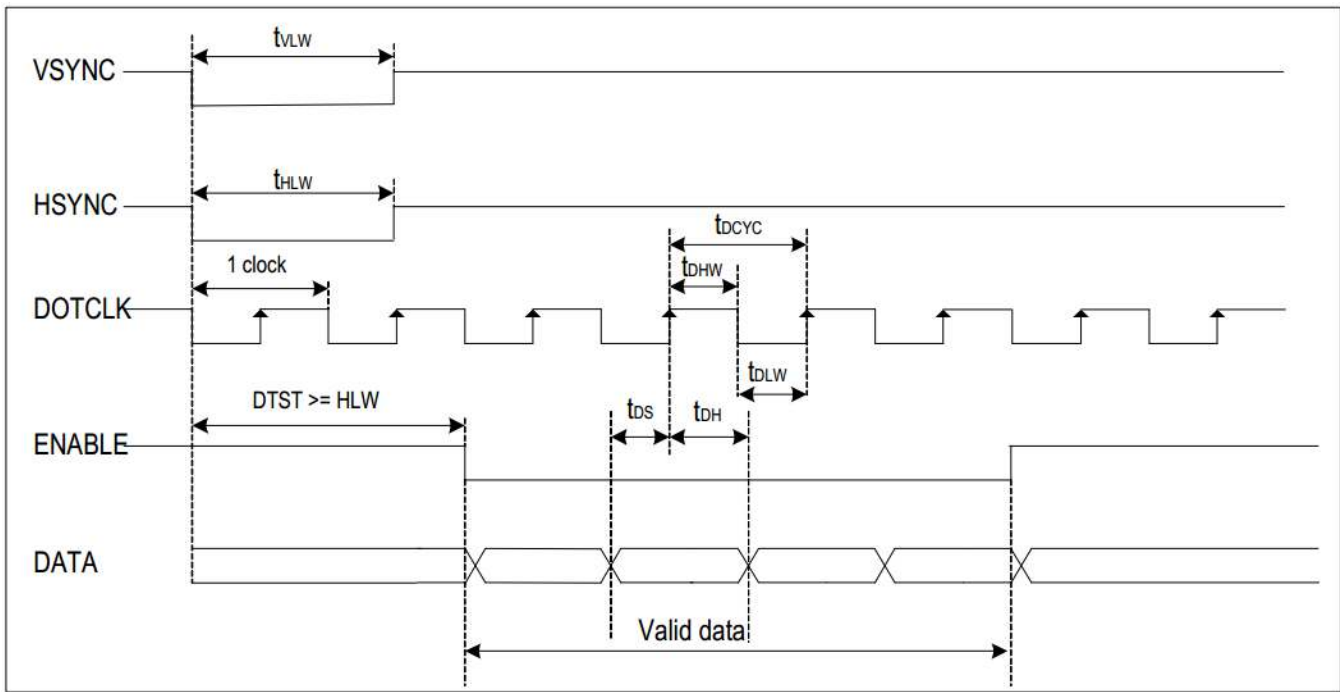 tVLW
VSYNC
tHLW
HSYNC
tDCYC
1 clock
tDHW
DOTCLK
tDLW
DTST >= HLW
tDS
tDH
ENABLE
DATA
Valid data